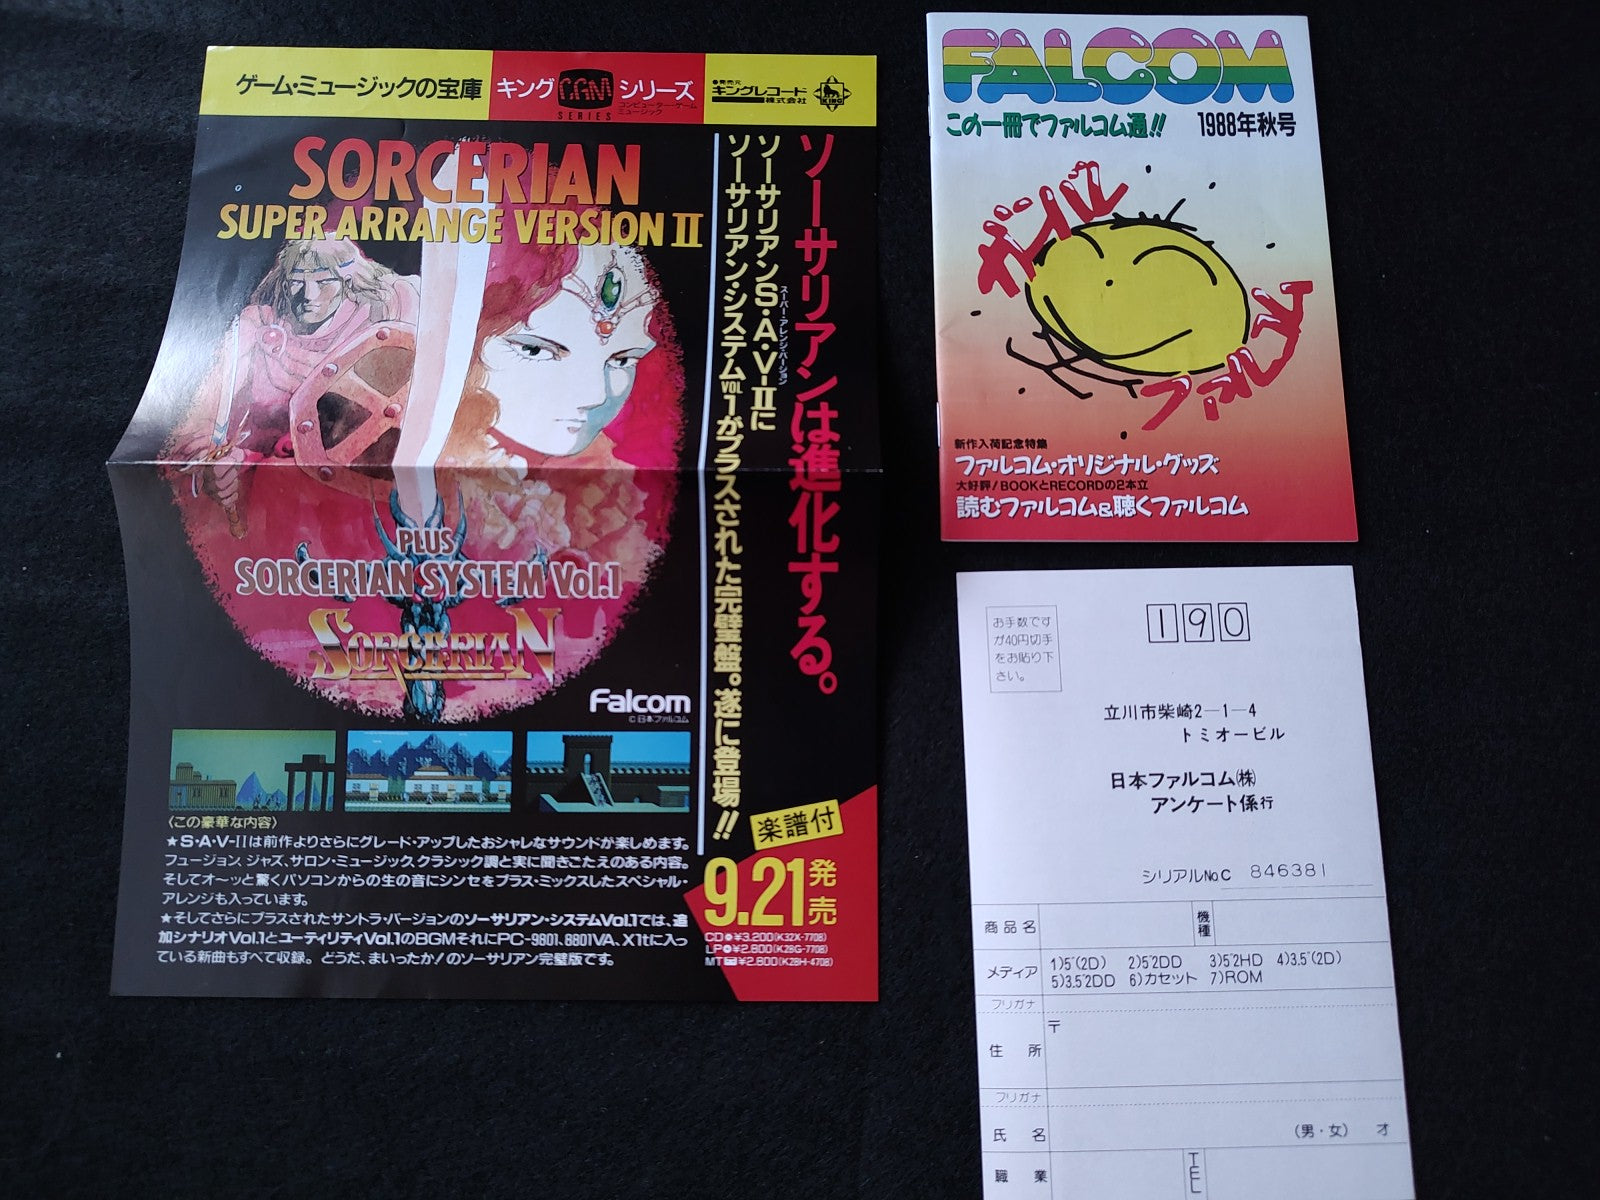 ゲーム・ミュージックの宝庫
キング C.G.M シリーズ
SERIES
コンピューター・ゲーム
ミュージック
●発売元
キングレコード
株式会社
KING
SORCERIAN
SUPER ARRANGE VERSION II
ソーサリアンは進化する。
スーパー・アレンジ・バージョン
ソーサリアンS・A・V-IIに
ソーサリアン・システムVOL.1がプラスされた完璧盤。遂に登場!!
PLUS
SORCERIAN SYSTEM Vol.1
SORCERIAN
Falcom
©日本ファルコム
〈この豪華な内容〉
★S・A・V-IIは前作よりさらにグレード・アップしたおシャレなサウンドが楽しめます。
フュージョン、ジャズ、サロン・ミュージック、クラシック調と実に聞きごたえのある内容。
そしてオ〜ッと驚くパソコンからの生の音にシンセをプラス・ミックスしたスペシャル・
アレンジも入っています。
★そしてさらにプラスされたサントラ・バージョンのソーサリアン・システムVol.1では、追
加シナリオVol.1とユーティリティVol.1のBGMそれにPC-9801、8801VA、X1tに入っ
ている新曲もすべて収録。どうだ、まいったか!のソーサリアン完璧版です。
楽譜付
9.21発売
CD ¥3,200(K32X-7708)
LP ¥2,800(K28G-7708)
MT ¥2,800(K28H-4708)
FALCOM
この一冊でファルコム通!!
1988年秋号
ガンバル
ファルコム
新作入荷記念特集
ファルコム・オリジナル・グッズ
大好評!BOOKとRECORDの2本立
読むファルコム&聴くファルコム
お手数です
が40円切手
をお貼り下
さい。
190
立川市柴崎2-1-4
トミオービル
日本ファルコム(株)
アンケート係行
シリアルNo.C 846381
商品名
機種
メディア
1)5"(2D) 2)5"2DD 3)5"2HD 4)3.5"(2D)
5)3.5"2DD 6)カセット 7)ROM
フリガナ
住所
〒
フリガナ
氏名
(男・女) 才
職業
TEL